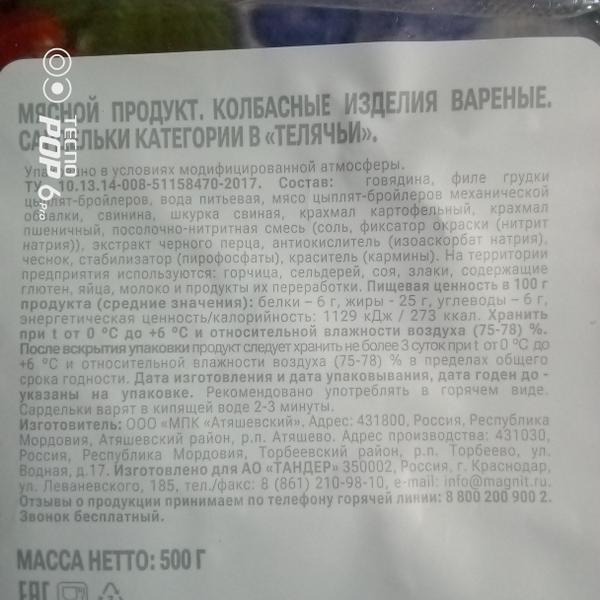 МЯСНОЙ ПРОДУКТ. КОЛБАСНЫЕ ИЗДЕЛИЯ ВАРЕНЫЕ.
САРДЕЛЬКИ КАТЕГОРИИ В «ТЕЛЯЧЬИ».
Упаковано в условиях модифицированной атмосферы.
ТУ 10.13.14-008-51158470-2017. Состав: говядина, филе грудки
цыплят-бройлеров, вода питьевая, мясо цыплят-бройлеров механической
обвалки, свинина, шкурка свиная, крахмал картофельный, крахмал
пшеничный, посолочно-нитритная смесь (соль, фиксатор окраски (нитрит
натрия)), экстракт черного перца, антиокислитель (изоаскорбат натрия),
чеснок, стабилизатор (пирофосфаты), краситель (кармины). На территории
предприятия используются: горчица, сельдерей, соя, злаки, содержащие
глютен, яйца, молоко и продукты их переработки. Пищевая ценность в 100 г
продукта (средние значения): белки – 6 г, жиры - 25 г, углеводы – 6 г,
энергетическая ценность/калорийность: 1129 кДж / 273 ккал. Хранить
при t от 0 °С до +6 °С и относительной влажности воздуха (75-78) %.
После вскрытия упаковки продукт следует хранить не более 3 суток при t от 0 °С до
+6 °С и относительной влажности воздуха (75-78) % в пределах общего
срока годности. Дата изготовления и дата упаковывания, дата годен до -
указаны на упаковке. Рекомендовано употреблять в горячем виде.
Сардельки варят в кипящей воде 2-3 минуты.
Изготовитель: ООО «МПК «Атяшевский». Адрес: 431800, Россия, Республика
Мордовия, Атяшевский район, р.п. Атяшево. Адрес производства: 431030,
Россия, Республика Мордовия, Торбеевский район, р.п. Торбеево, ул.
Водная, д.17. Изготовлено для АО «ТАНДЕР» 350002, Россия, г. Краснодар,
ул. Леваневского, 185, тел./факс: 8 (861) 210-98-10, e-mail: info@magnit.ru.
Отзывы о продукции принимаем по телефону горячей линии: 8 800 200 900 2.
Звонок бесплатный.
МАССА НЕТТО: 500 Г
EAC
TECNO
POP 6 Pro